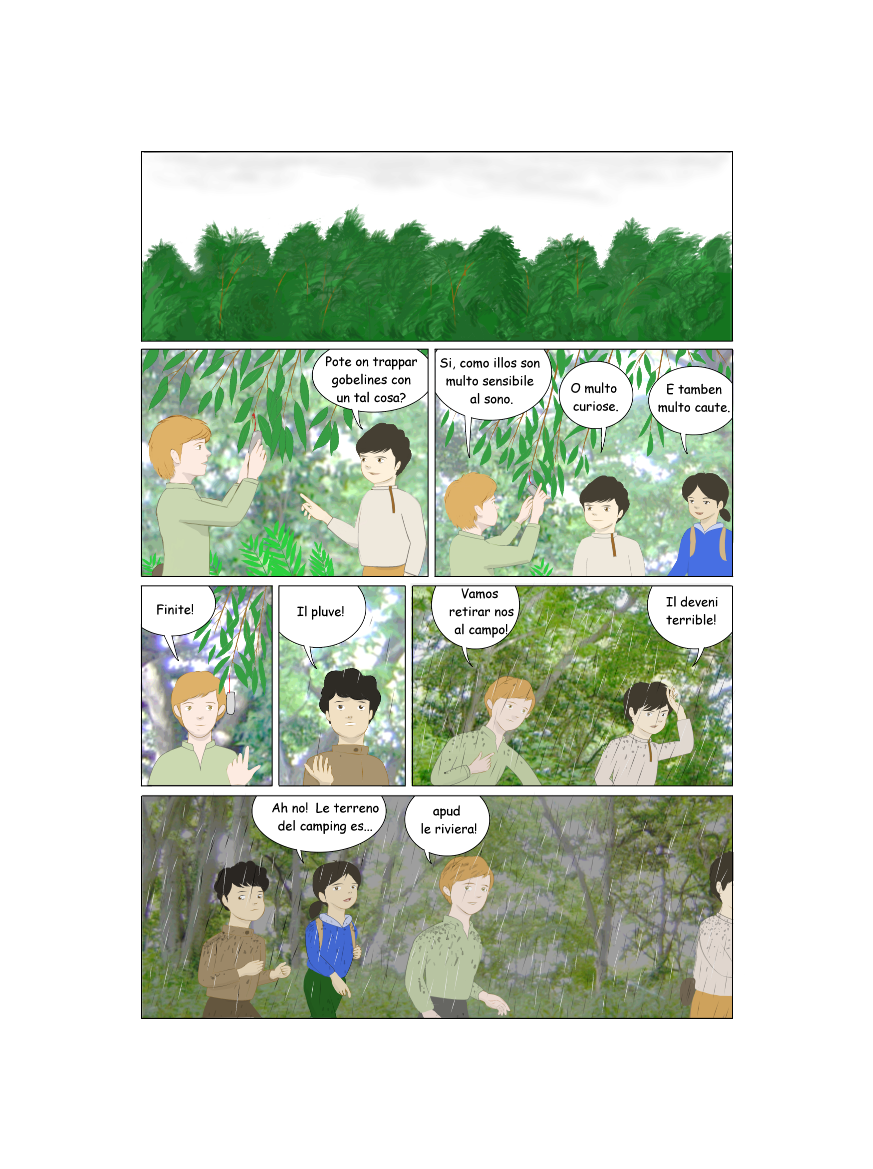 Pote on trappar
gobelines con
un tal cosa?
Si, como illos son
multo sensibile
al sono.
O multo
curiose.
E tamben
multo caute.
Finite!
Il pluve!
Vamos
retirar nos
al campo!
Il deveni
terrible!
Ah no! Le terreno
del camping es...
apud
le riviera!